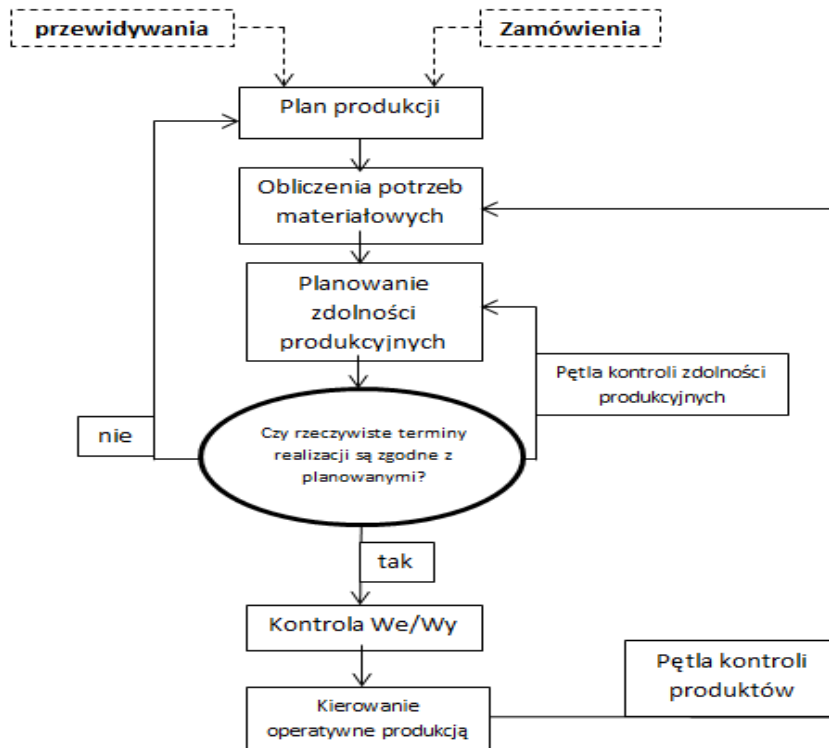 przewidywania
Zamówienia
Plan produkcji
Obliczenia potrzeb
materiałowych
Planowanie
zdolności
produkcyjnych
Pętla kontroli zdolności
produkcyjnych
nie
Czy rzeczywiste terminy
realizacji są zgodne z
planowanymi?
tak
Kontrola We/Wy
Pętla kontroli
produktów
Kierowanie
operatywne produkcją